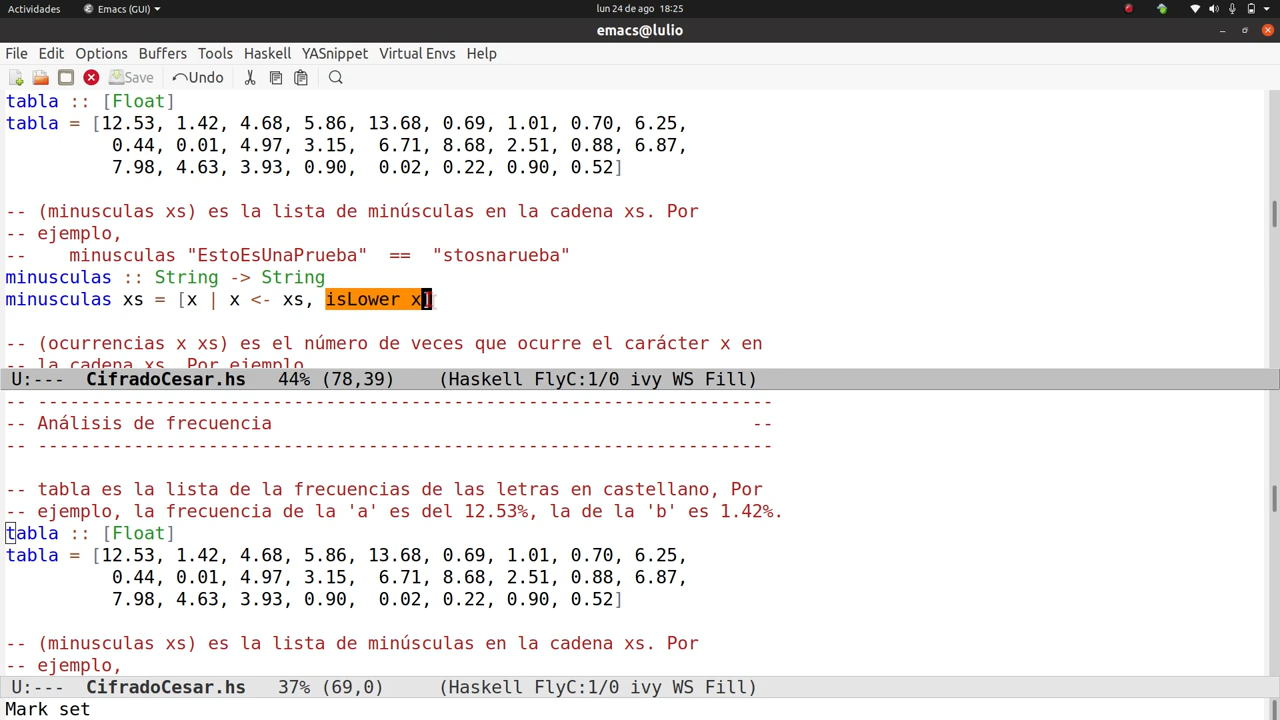 Actividades Emacs (GUI) lun 24 de ago 18:25
emacs@lulio
File Edit Options Buffers Tools Haskell YASnippet Virtual Envs Help
Save Undo
tabla :: [Float]
tabla = [12.53, 1.42, 4.68, 5.86, 13.68, 0.69, 1.01, 0.70, 6.25,
0.44, 0.01, 4.97, 3.15, 6.71, 8.68, 2.51, 0.88, 6.87,
7.98, 4.63, 3.93, 0.90, 0.02, 0.22, 0.90, 0.52]
-- (minusculas xs) es la lista de minúsculas en la cadena xs. Por
-- ejemplo,
-- minusculas "EstoEsUnaPrueba" == "stosnarueba"
minusculas :: String -> String
minusculas xs = [x | x <- xs, isLower x]
-- (ocurrencias x xs) es el número de veces que ocurre el carácter x en
-- la cadena xs. Por ejemplo
U:--- CifradoCesar.hs 44% (78,39) (Haskell FlyC:1/0 ivy WS Fill)
-- ---------------------------------------------------------------------
-- Análisis de frecuencia --
-- ---------------------------------------------------------------------
-- tabla es la lista de la frecuencias de las letras en castellano, Por
-- ejemplo, la frecuencia de la 'a' es del 12.53%, la de la 'b' es 1.42%.
tabla :: [Float]
tabla = [12.53, 1.42, 4.68, 5.86, 13.68, 0.69, 1.01, 0.70, 6.25,
0.44, 0.01, 4.97, 3.15, 6.71, 8.68, 2.51, 0.88, 6.87,
7.98, 4.63, 3.93, 0.90, 0.02, 0.22, 0.90, 0.52]
-- (minusculas xs) es la lista de minúsculas en la cadena xs. Por
-- ejemplo,
U:--- CifradoCesar.hs 37% (69,0) (Haskell FlyC:1/0 ivy WS Fill)
Mark set